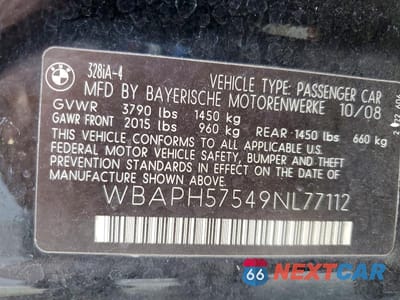 BMW
328iA-4
VEHICLE TYPE: PASSENGER CAR
MFD BY BAYERISCHE MOTORENWERKE 10/08
GVWR 3790 lbs 1450 kg
GAWR FRONT 2015 lbs 960 kg REAR 1450 lbs 660 kg
THIS VEHICLE CONFORMS TO ALL APPLICABLE U.S.
FEDERAL MOTOR VEHICLE SAFETY, BUMPER AND THEFT
PREVENTION STANDARDS IN EFFECT ON THE DATE OF
MANUFACTURE SHOWN ABOVE.
WBAPH57549NL77112
66 NEXTCAR